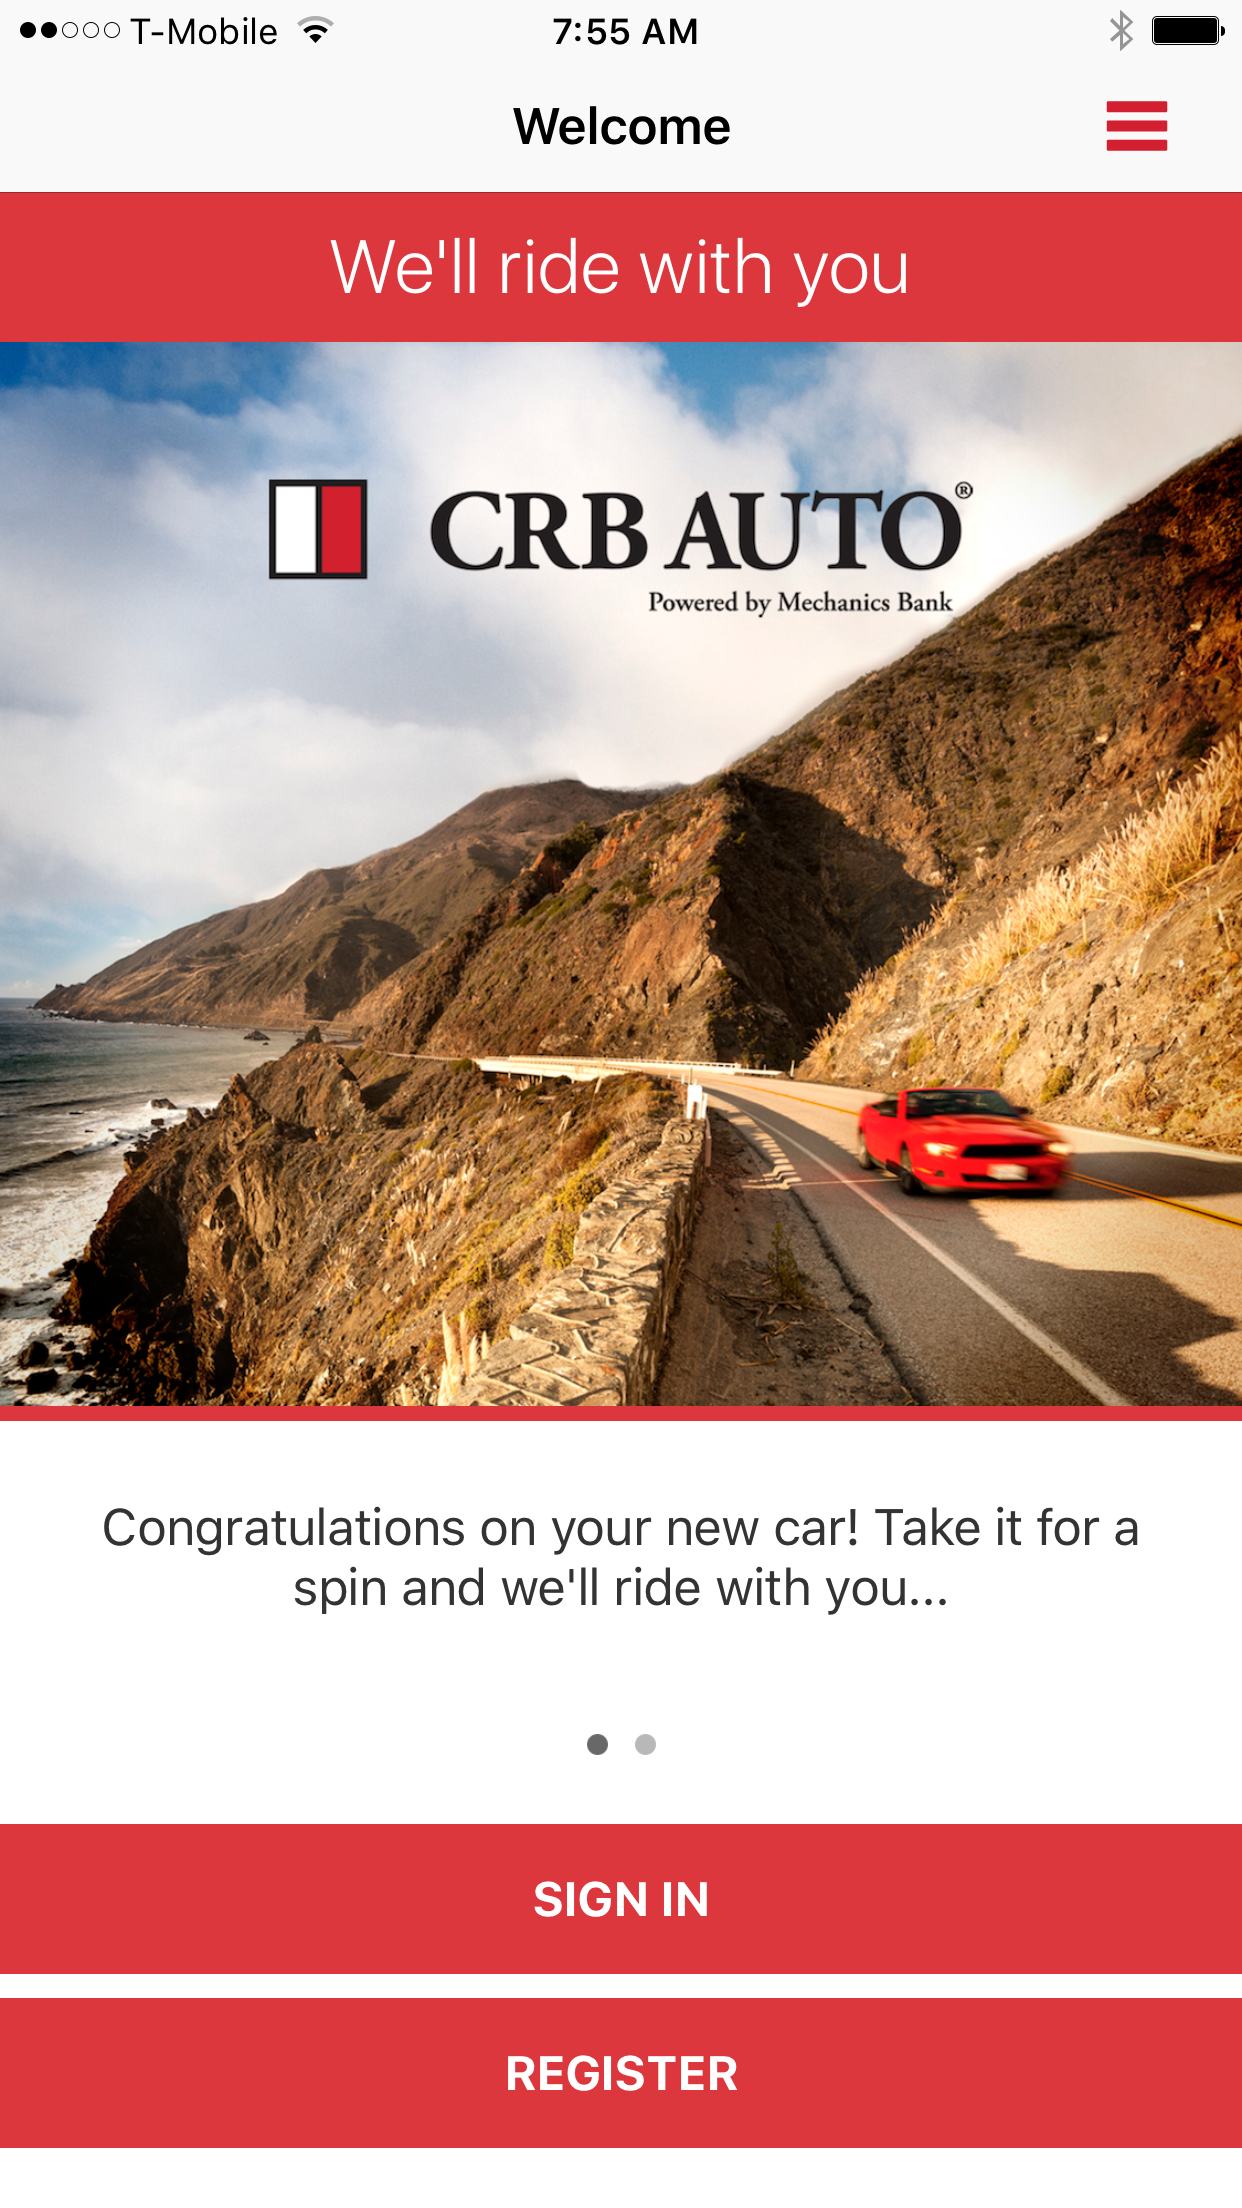 T-Mobile 7:55 AM
Welcome
We'll ride with you
CRB AUTO®
Powered by Mechanics Bank
Congratulations on your new car! Take it for a
spin and we'll ride with you...
SIGN IN
REGISTER